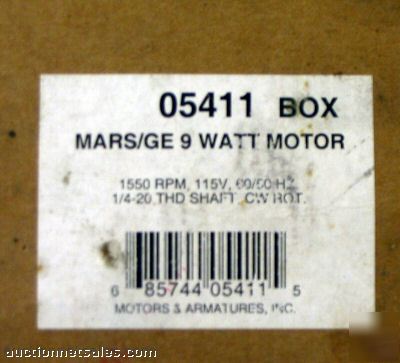 05411 BOX
MARS/GE 9 WATT MOTOR
1550 RPM, 115V, 60/50 HZ
1/4-20 THD SHAFT CW ROT.
6 85744 05411 5
MOTORS & ARMATURES, INC.
auctionnetsales.com